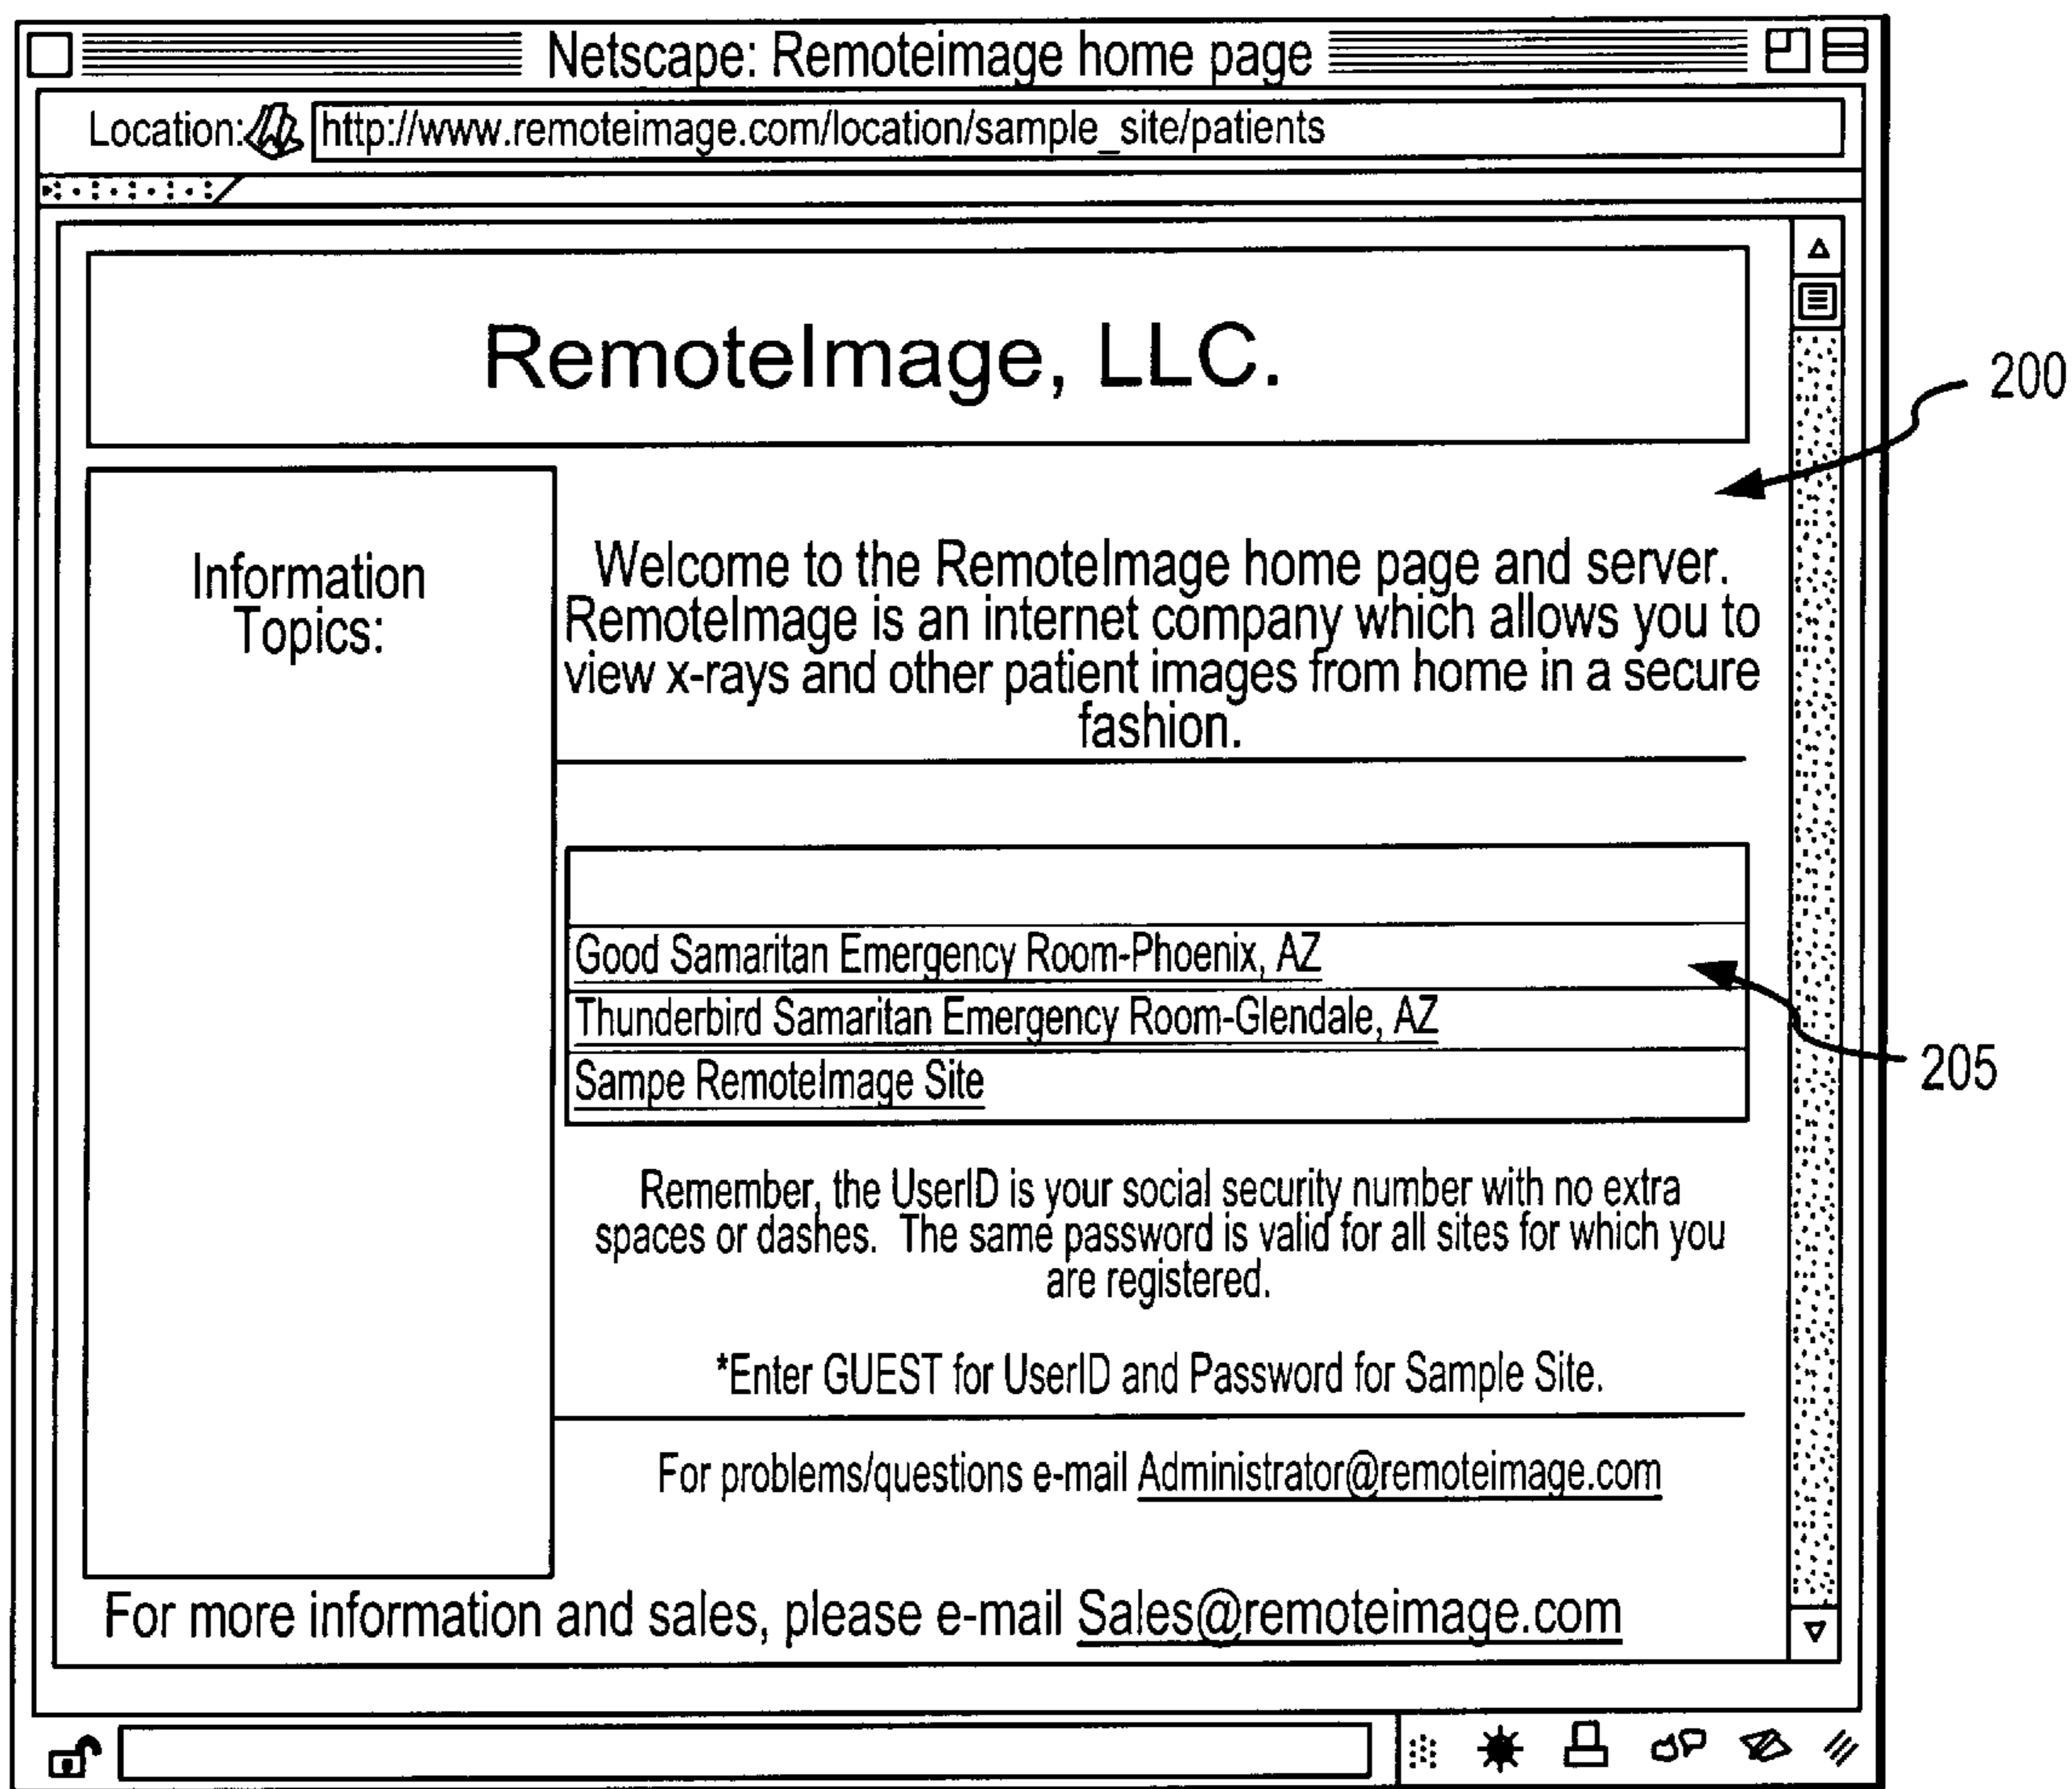 Netscape: Remoteimage home page
Location: http://www.remoteimage.com/location/sample_site/patients
RemoteImage, LLC.
200
Information
Topics:
Welcome to the RemoteImage home page and server.
RemoteImage is an internet company which allows you to
view x-rays and other patient images from home in a secure
fashion.
Good Samaritan Emergency Room-Phoenix, AZ
Thunderbird Samaritan Emergency Room-Glendale, AZ
Sampe RemoteImage Site
205
Remember, the UserID is your social security number with no extra
spaces or dashes. The same password is valid for all sites for which you
are registered.
*Enter GUEST for UserID and Password for Sample Site.
For problems/questions e-mail Administrator@remoteimage.com
For more information and sales, please e-mail Sales@remoteimage.com